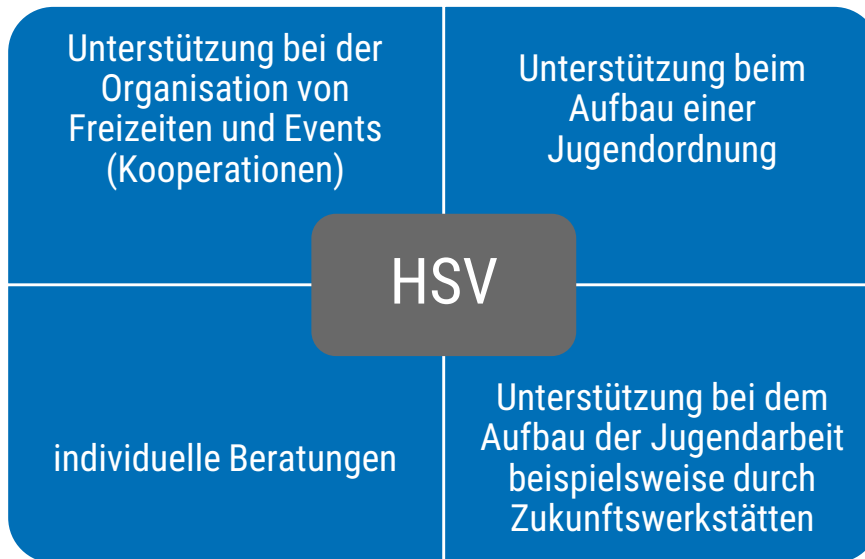 Unterstützung bei der
Organisation von
Freizeiten und Events
(Kooperationen)
Unterstützung beim
Aufbau einer
Jugendordnung
HSV
individuelle Beratungen
Unterstützung bei dem
Aufbau der Jugendarbeit
beispielsweise durch
Zukunftswerkstätten